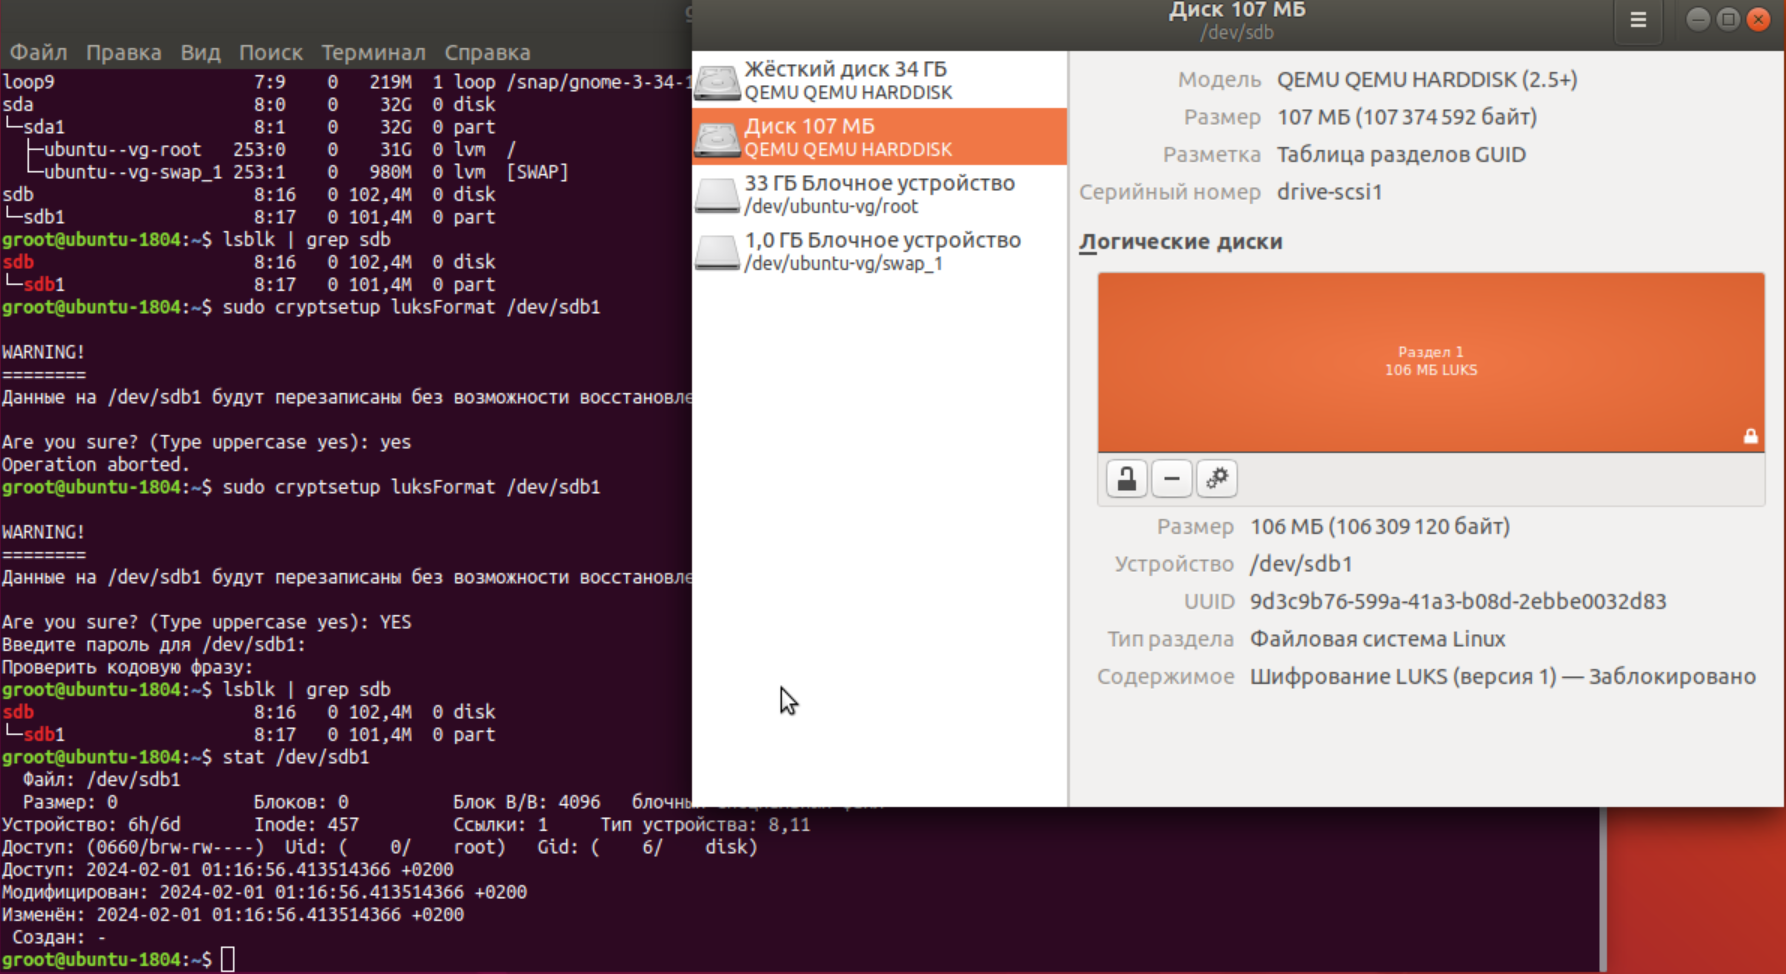 Файл Правка Вид Поиск Терминал Справка
loop9 7:9 0 219M 1 loop /snap/gnome-3-34-1
sda 8:0 0 32G 0 disk
└─sda1 8:1 0 32G 0 part
├─ubuntu--vg-root 253:0 0 31G 0 lvm /
└─ubuntu--vg-swap_1 253:1 0 980M 0 lvm [SWAP]
sdb 8:16 0 102,4M 0 disk
└─sdb1 8:17 0 101,4M 0 part
groot@ubuntu-1804:~$ lsblk | grep sdb
sdb 8:16 0 102,4M 0 disk
└─sdb1 8:17 0 101,4M 0 part
groot@ubuntu-1804:~$ sudo cryptsetup luksFormat /dev/sdb1
WARNING!
========
Данные на /dev/sdb1 будут перезаписаны без возможности восстановле
Are you sure? (Type uppercase yes): yes
Operation aborted.
groot@ubuntu-1804:~$ sudo cryptsetup luksFormat /dev/sdb1
WARNING!
========
Данные на /dev/sdb1 будут перезаписаны без возможности восстановле
Are you sure? (Type uppercase yes): YES
Введите пароль для /dev/sdb1:
Проверить кодовую фразу:
groot@ubuntu-1804:~$ lsblk | grep sdb
sdb 8:16 0 102,4M 0 disk
└─sdb1 8:17 0 101,4M 0 part
groot@ubuntu-1804:~$ stat /dev/sdb1
Файл: /dev/sdb1
Размер: 0 Блоков: 0 Блок В/В: 4096 блочн
Устройство: 6h/6d Inode: 457 Ссылки: 1 Тип устройства: 8,11
Доступ: (0660/brw-rw----) Uid: ( 0/ root) Gid: ( 6/ disk)
Доступ: 2024-02-01 01:16:56.413514366 +0200
Модифицирован: 2024-02-01 01:16:56.413514366 +0200
Изменён: 2024-02-01 01:16:56.413514366 +0200
Создан: -
groot@ubuntu-1804:~$
Диск 107 МБ
/dev/sdb
Жёсткий диск 34 ГБ
QEMU QEMU HARDDISK
Диск 107 МБ
QEMU QEMU HARDDISK
33 ГБ Блочное устройство
/dev/ubuntu-vg/root
1,0 ГБ Блочное устройство
/dev/ubuntu-vg/swap_1
Модель QEMU QEMU HARDDISK (2.5+)
Размер 107 МБ (107 374 592 байт)
Разметка Таблица разделов GUID
Серийный номер drive-scsi1
Логические диски
Раздел 1
106 МБ LUKS
Размер 106 МБ (106 309 120 байт)
Устройство /dev/sdb1
UUID 9d3c9b76-599a-41a3-b08d-2ebbe0032d83
Тип раздела Файловая система Linux
Содержимое Шифрование LUKS (версия 1) — Заблокировано